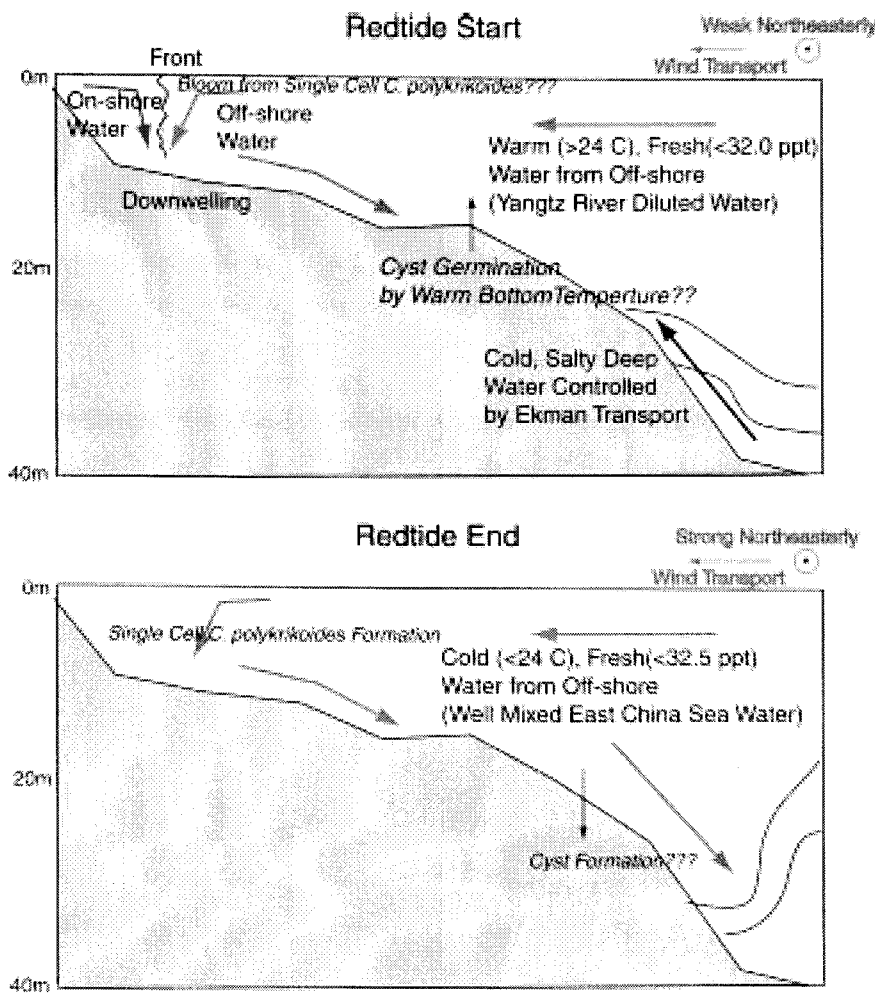 Redtide Start
Weak Northeasterly
Wind Transport
Front
0m
Bloom from Single Cell C. polykrikoides???
On-shore
Water
Off-shore
Water
Warm (>24 C), Fresh(<32.0 ppt)
Water from Off-shore
(Yangtz River Diluted Water)
Downwelling
20m
Cyst Germination
by Warm BottomTemperture??
Cold, Salty Deep
Water Controlled
by Ekman Transport
40m
Redtide End
Strong Northeasterly
Wind Transport
0m
Single Cell C. polykrikoides Formation
Cold (<24 C), Fresh(<32.5 ppt)
Water from Off-shore
(Well Mixed East China Sea Water)
20m
Cyst Formation???
40m